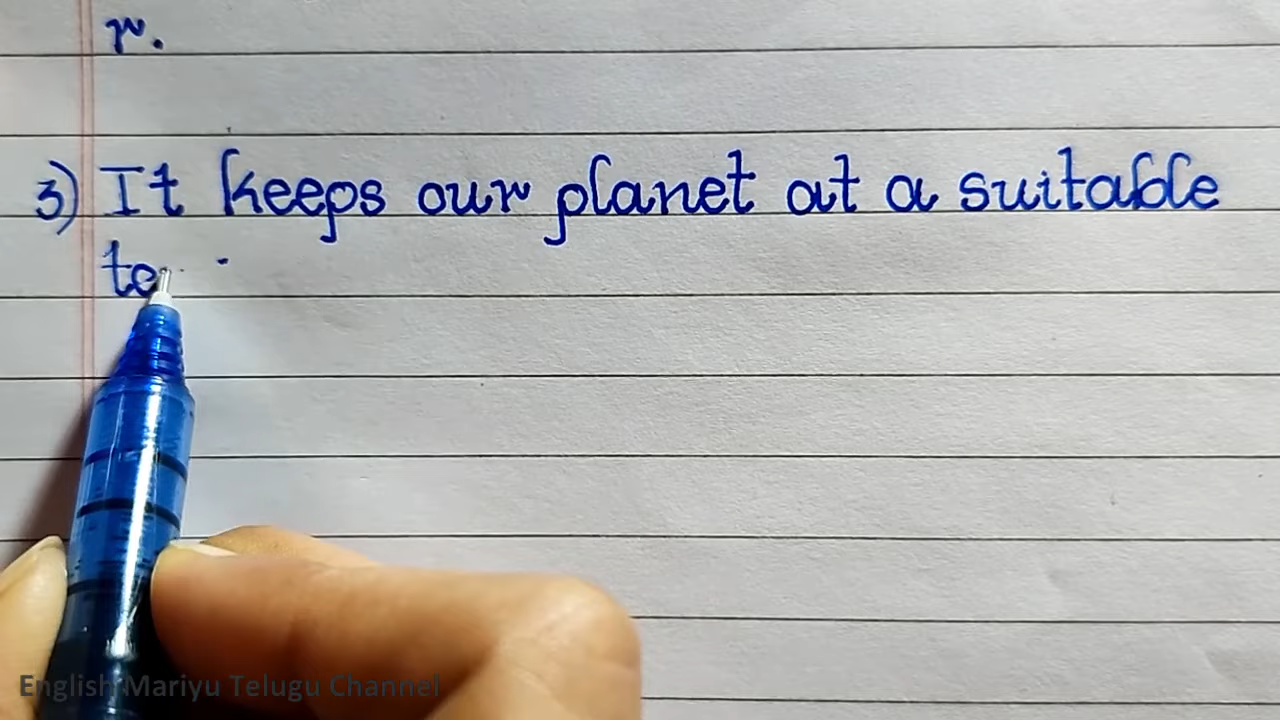 r.
3) It keeps our planet at a suitable
te
English Mariyu Telugu Channel